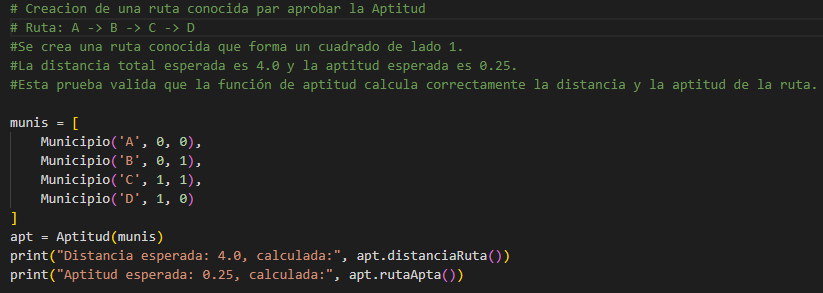 # Creacion de una ruta conocida par aprobar la Aptitud
# Ruta: A -> B -> C -> D
#Se crea una ruta conocida que forma un cuadrado de lado 1.
#La distancia total esperada es 4.0 y la aptitud esperada es 0.25.
#Esta prueba valida que la función de aptitud calcula correctamente la distancia y la aptitud de la ruta.
munis = [
    Municipio('A', 0, 0),
    Municipio('B', 0, 1),
    Municipio('C', 1, 1),
    Municipio('D', 1, 0)
]
apt = Aptitud(munis)
print("Distancia esperada: 4.0, calculada:", apt.distanciaRuta())
print("Aptitud esperada: 0.25, calculada:", apt.rutaApta())